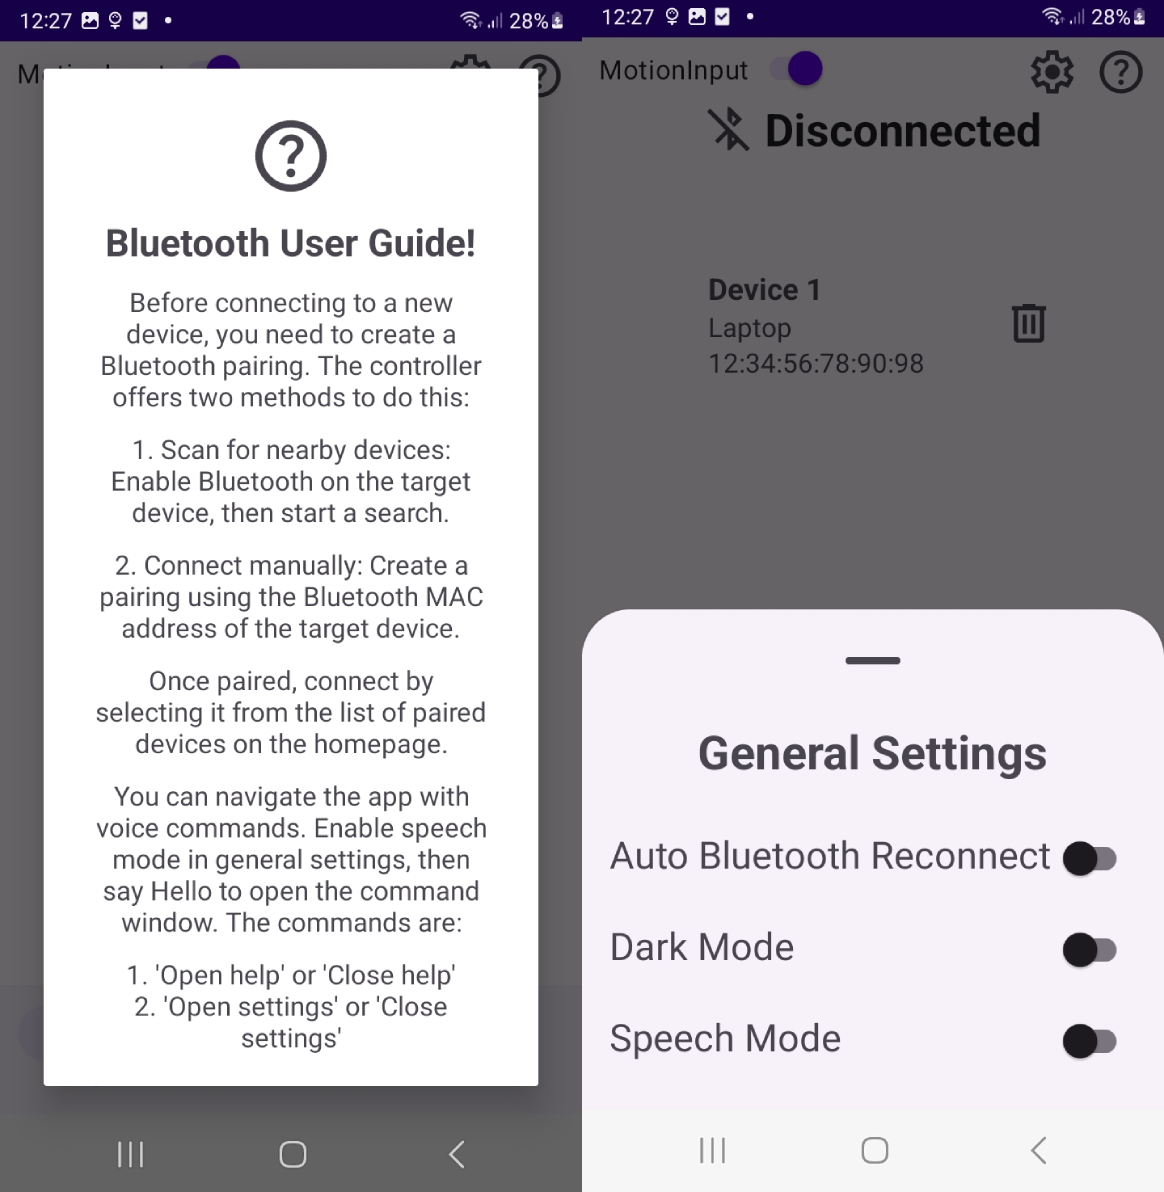 12:27
28%
Bluetooth User Guide!
Before connecting to a new
device, you need to create a
Bluetooth pairing. The controller
offers two methods to do this:
1. Scan for nearby devices:
Enable Bluetooth on the target
device, then start a search.
2. Connect manually: Create a
pairing using the Bluetooth MAC
address of the target device.
Once paired, connect by
selecting it from the list of paired
devices on the homepage.
You can navigate the app with
voice commands. Enable speech
mode in general settings, then
say Hello to open the command
window. The commands are:
1. 'Open help' or 'Close help'
2. 'Open settings' or 'Close
settings'
12:27
28%
MotionInput
Disconnected
Device 1
Laptop
12:34:56:78:90:98
General Settings
Auto Bluetooth Reconnect
Dark Mode
Speech Mode